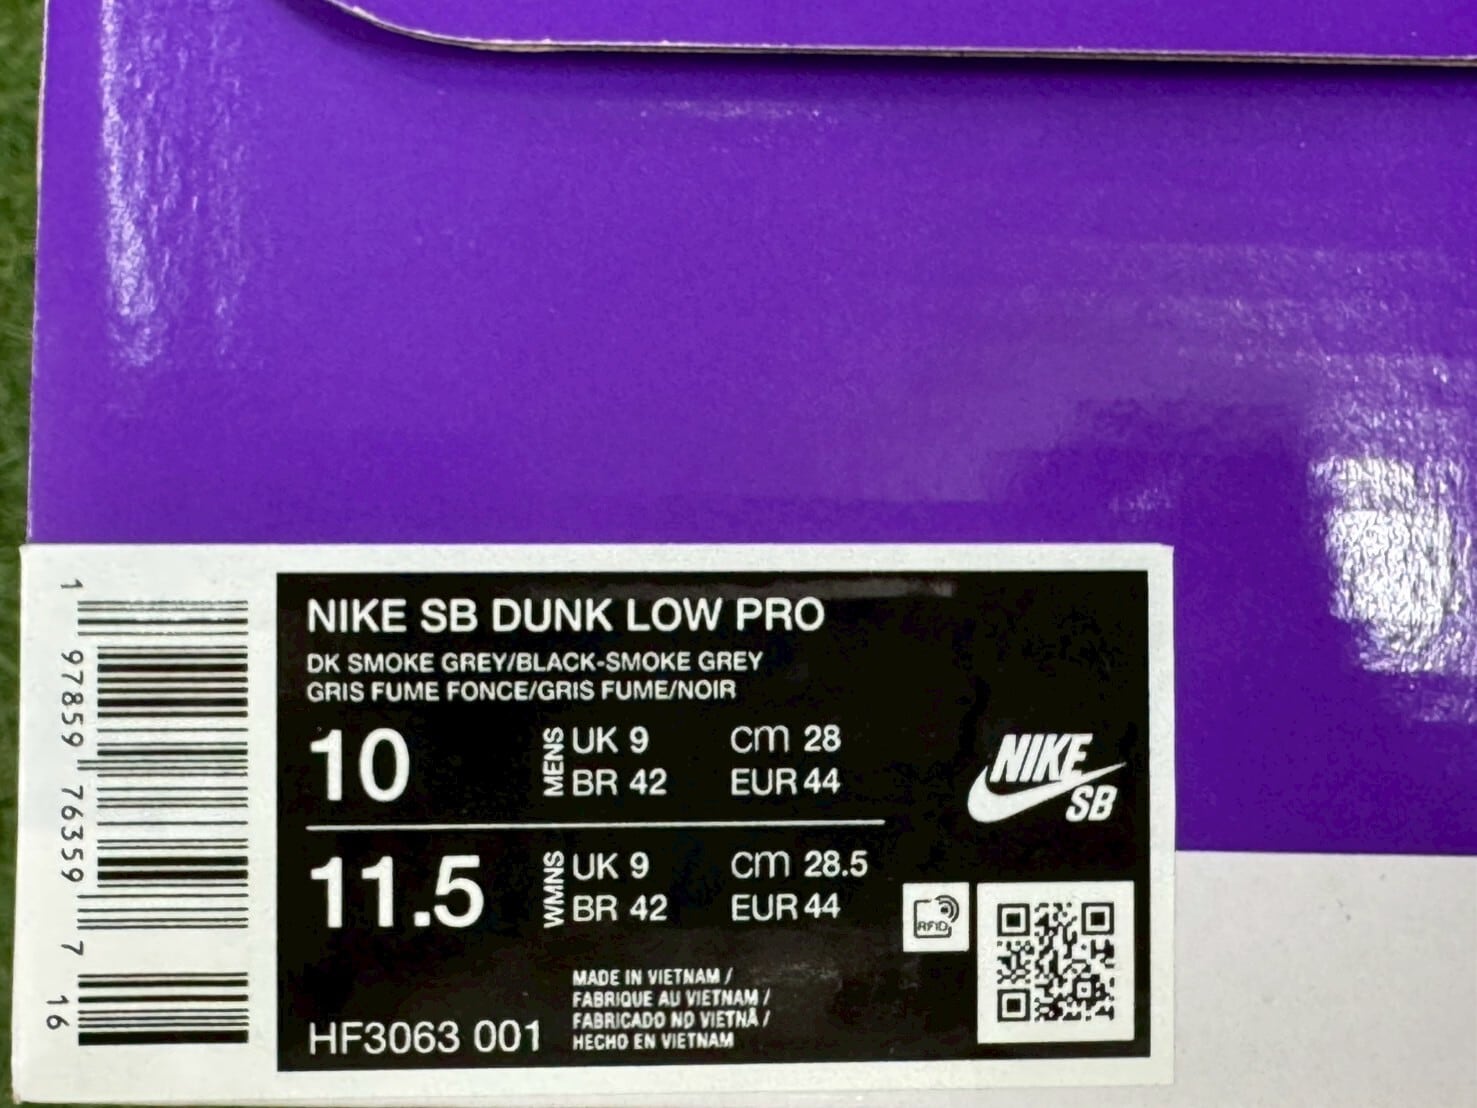 1 97859 76359 7 16
NIKE SB DUNK LOW PRO
DK SMOKE GREY/BLACK-SMOKE GREY
GRIS FUME FONCE/GRIS FUME/NOIR
10 MENS UK 9 cm 28
BR 42 EUR 44
11.5 WMNS UK 9 cm 28.5
BR 42 EUR 44
NIKE
SB
RFID
MADE IN VIETNAM /
FABRIQUE AU VIETNAM /
FABRICADO NO VIETNÃ /
HECHO EN VIETNAM
HF3063 001